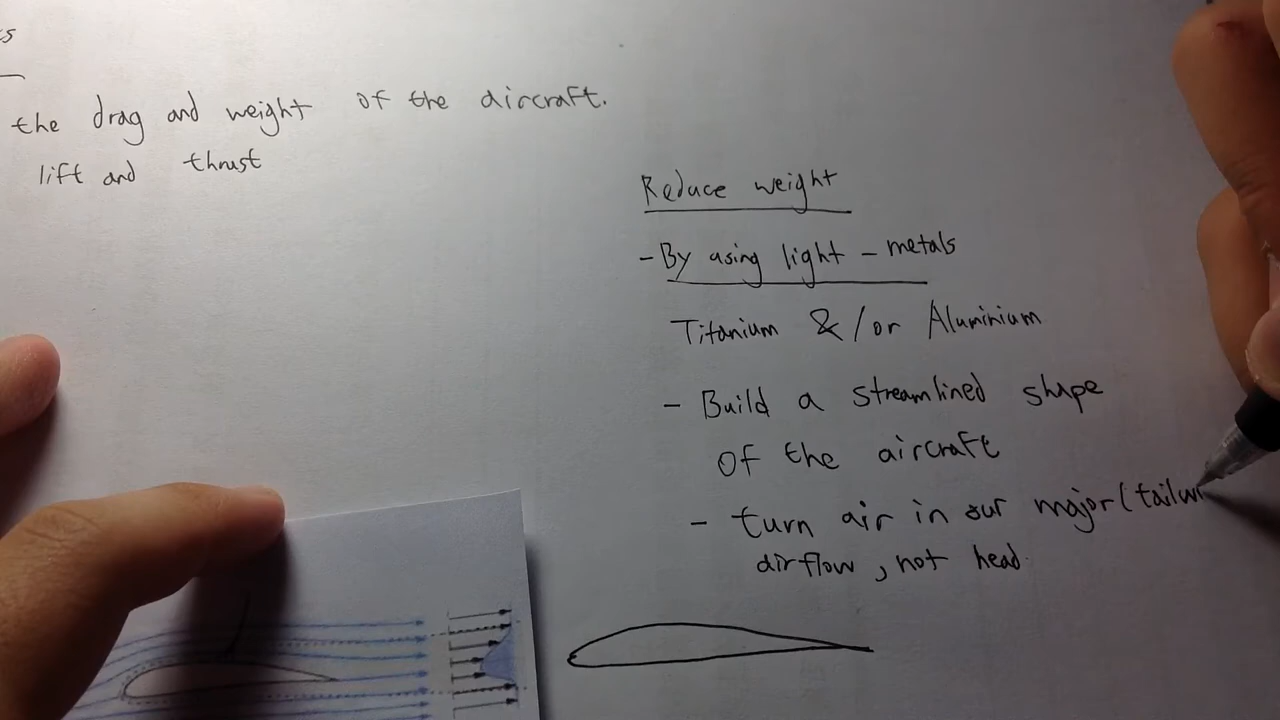 the drag and weight of the aircraft.
lift and thrust
Reduce weight
- By using light - metals
Titanium & /or Aluminium
- Build a streamlined shape
of the aircraft
- turn air in our major (tailw
airflow, not head